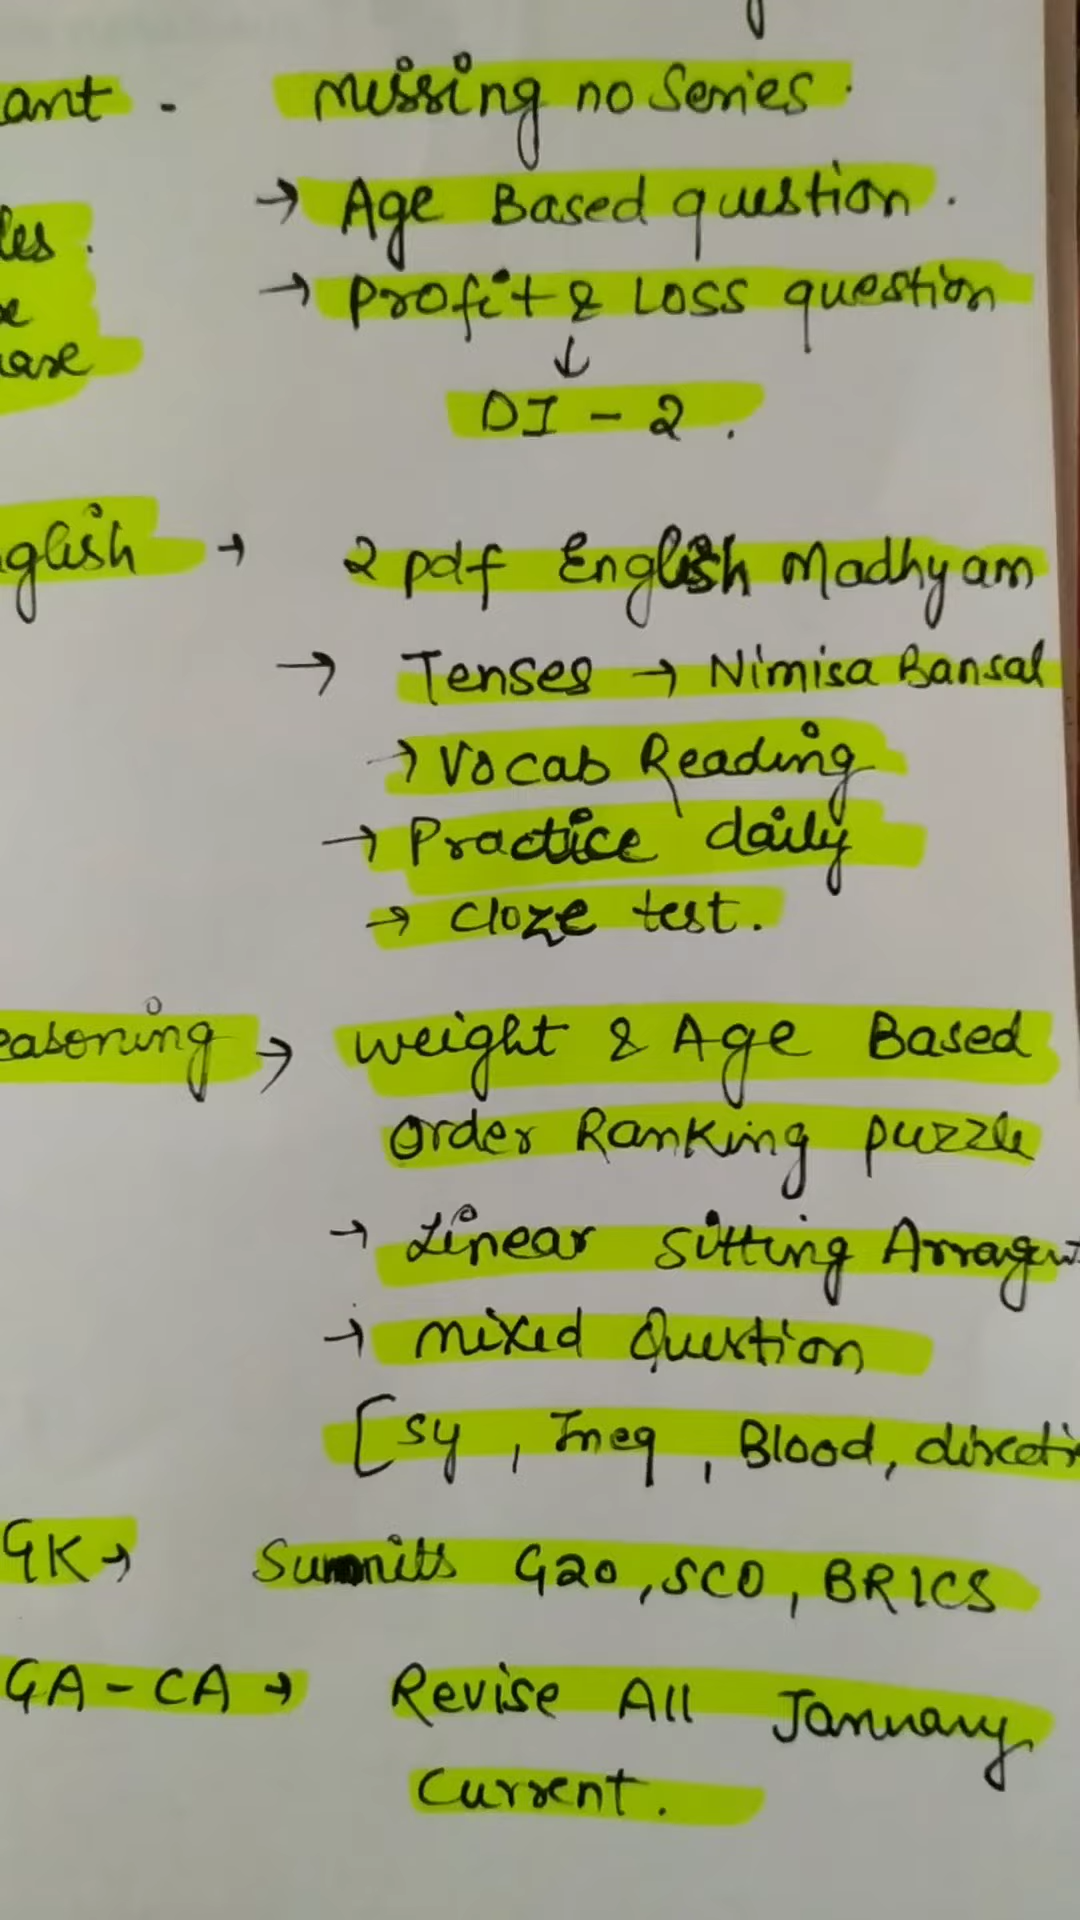 ant - missing no Series.
→ Age Based question.
les.
→ Profit & Loss question
↓
DI - 2.
glish → 2 pdf English Madhyam
→ Tenses → Nimisa Bansal
→ Vocab Reading
→ Practice daily
→ Cloze test.
easoning → weight & Age Based
order Ranking puzzle
→ Linear Sitting Arragem
→ mixed Question
[sy, Ineq, Blood, directi
GK → Summits G20, SCO, BRICS
GA - CA → Revise All January
Current.